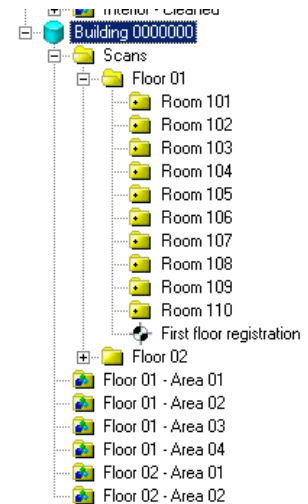 Interior - Cleaned
Building 0000000
Scans
Floor 01
Room 101
Room 102
Room 103
Room 104
Room 105
Room 106
Room 107
Room 108
Room 109
Room 110
First floor registration
Floor 02
Floor 01 - Area 01
Floor 01 - Area 02
Floor 01 - Area 03
Floor 01 - Area 04
Floor 02 - Area 01
Floor 02 - Area 02